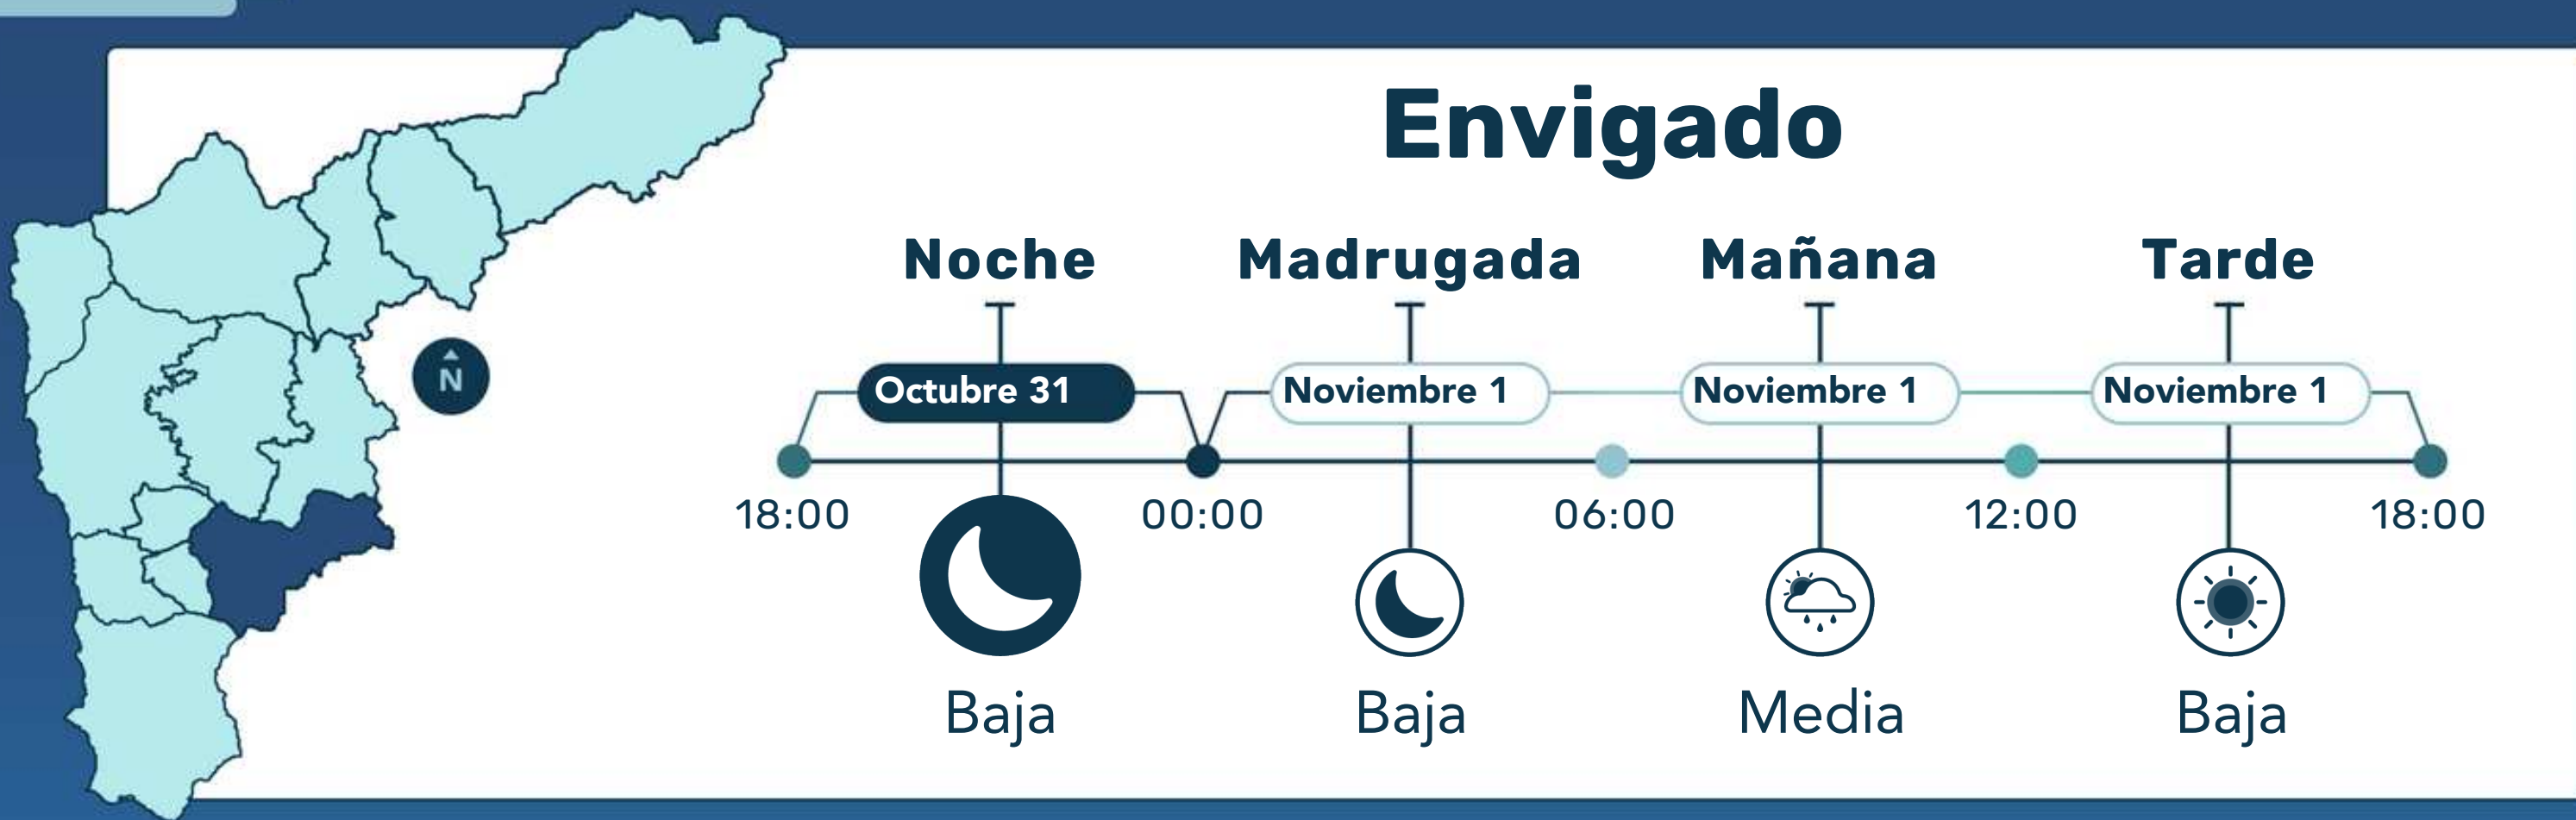 Envigado
Noche
Madrugada
Mañana
Tarde
N
Octubre 31
Noviembre 1
Noviembre 1
Noviembre 1
18:00
00:00
06:00
12:00
18:00
Baja
Baja
Media
Baja